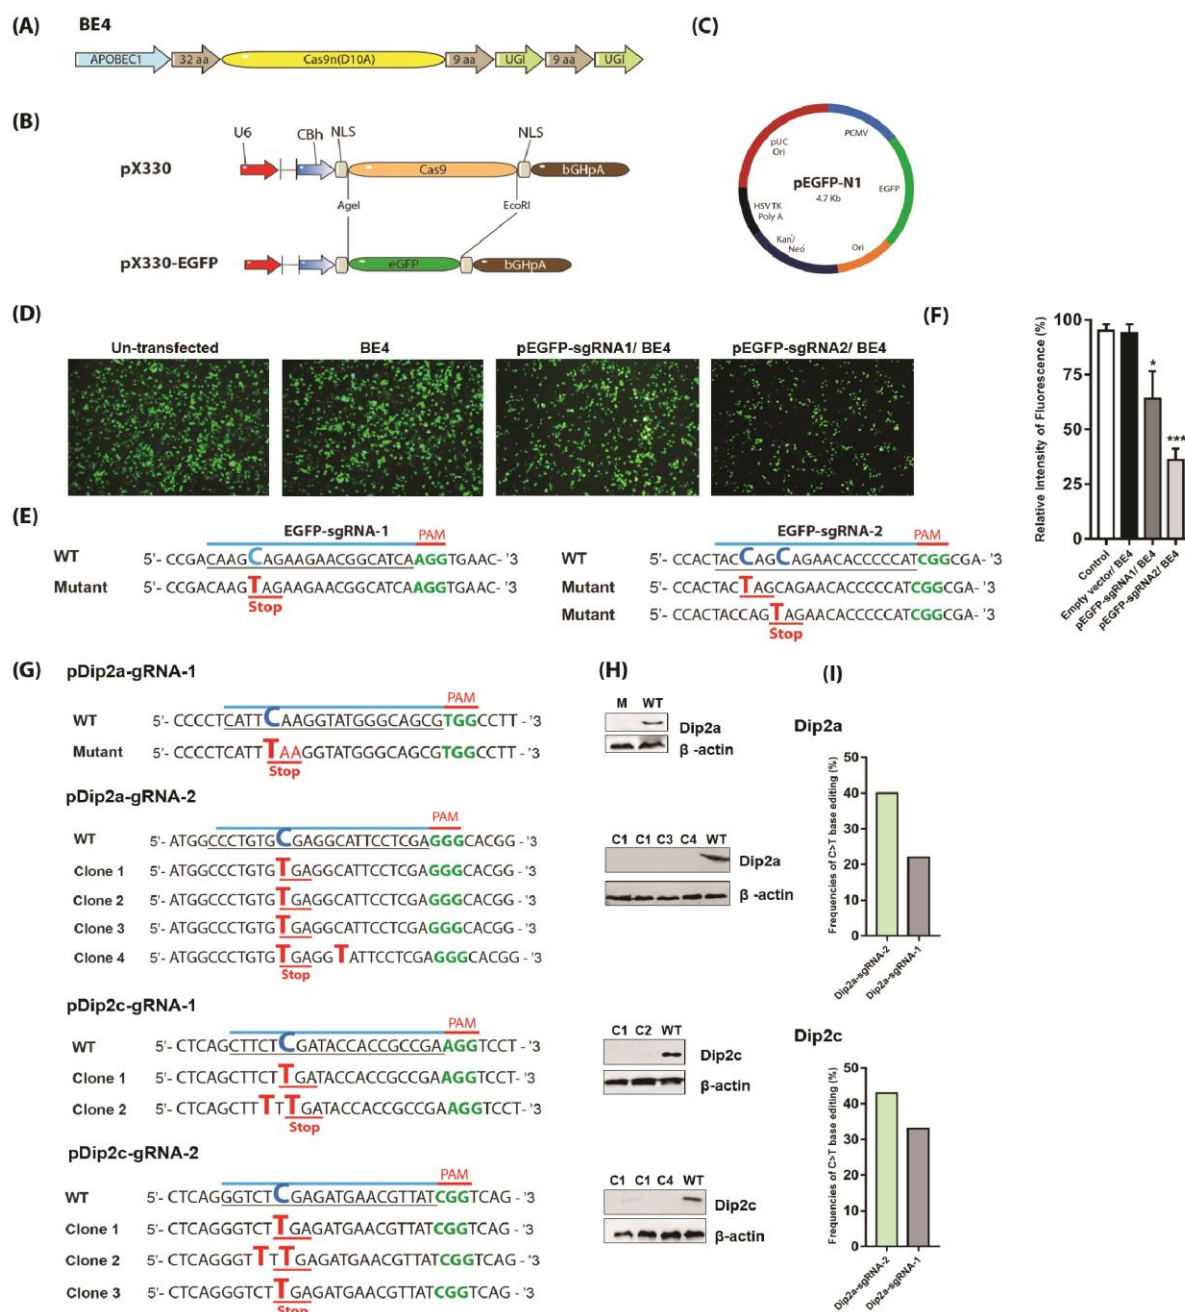 (A) BE4
APOBEC1 32 aa Cas9n(D10A) 9 aa UGI 9 aa UGI
(B)
U6 CBh NLS NLS
pX330 Cas9 bGHpA
AgeI EcoRI
pX330-EGFP eGFP bGHpA
(C)
pUC Ori
PCMV
pEGFP-N1
4.7 Kb
EGFP
HSV TK Poly A
Kan'/ Neo'
Ori
(D)
Un-transfected BE4 pEGFP-sgRNA1/ BE4 pEGFP-sgRNA2/ BE4
(E)
EGFP-sgRNA-1 PAM
WT 5'- CCGACAAGCAGAAGAACGGCATCAAGGTGAAC- '3
Mutant 5'- CCGACAAGTAGAAGAACGGCATCAAGGTGAAC- '3
Stop
EGFP-sgRNA-2 PAM
WT 5'- CCACTACCAGCAGAACACCCCCATCGGCGA- '3
Mutant 5'- CCACTACTAGCAGAACACCCCCATCGGCGA- '3
Mutant 5'- CCACTACCAGTAGAACACCCCCATCGGCGA- '3
Stop
(F)
Relative Intensity of Fluorescence (%)
100
75
50
25
0
*
***
Control
Empty vector/ BE4
pEGFP-sgRNA1/ BE4
pEGFP-sgRNA2/ BE4
(G)
pDip2a-gRNA-1
PAM
WT 5'- CCCCTCATTCAAGGTATGGGCAGCGTGGCCTT - '3
Mutant 5'- CCCCTCATTTAAGGTATGGGCAGCGTGGCCTT - '3
Stop
pDip2a-gRNA-2
PAM
WT 5'- ATGGCCCTGTGCGAGGCATTCCTCGAGGGCACGG - '3
Clone 1 5'- ATGGCCCTGTGTGAGGCATTCCTCGAGGGCACGG - '3
Clone 2 5'- ATGGCCCTGTGTGAGGCATTCCTCGAGGGCACGG - '3
Clone 3 5'- ATGGCCCTGTGTGAGGCATTCCTCGAGGGCACGG - '3
Clone 4 5'- ATGGCCCTGTGTGAGGTATTCCTCGAGGGCACGG - '3
Stop
pDip2c-gRNA-1
PAM
WT 5'- CTCAGCTTCTCGATACCACCGCCGAAGGTCCT- '3
Clone 1 5'- CTCAGCTTCTTGATACCACCGCCGAAGGTCCT- '3
Clone 2 5'- CTCAGCTTTTTGATACCACCGCCGAAGGTCCT- '3
Stop
pDip2c-gRNA-2
PAM
WT 5'- CTCAGGGTCTCGAGATGAACGTTATCGGTCAG - '3
Clone 1 5'- CTCAGGGTCTTGAGATGAACGTTATCGGTCAG - '3
Clone 2 5'- CTCAGGGTTTTGAGATGAACGTTATCGGTCAG - '3
Clone 3 5'- CTCAGGGTCTTGAGATGAACGTTATCGGTCAG - '3
Stop
(H)
M WT
Dip2a
β -actin
C1 C1 C3 C4 WT
Dip2a
β -actin
C1 C2 WT
Dip2c
β-actin
C1 C1 C4 WT
Dip2c
β-actin
(I)
Dip2a
Frequencies of C>T base editing (%)
50
40
30
20
10
0
Dip2a-sgRNA-2
Dip2a-sgRNA-1
Dip2c
Frequencies of C>T base editing (%)
50
40
30
20
10
0
Dip2a-sgRNA-2
Dip2a-sgRNA-1